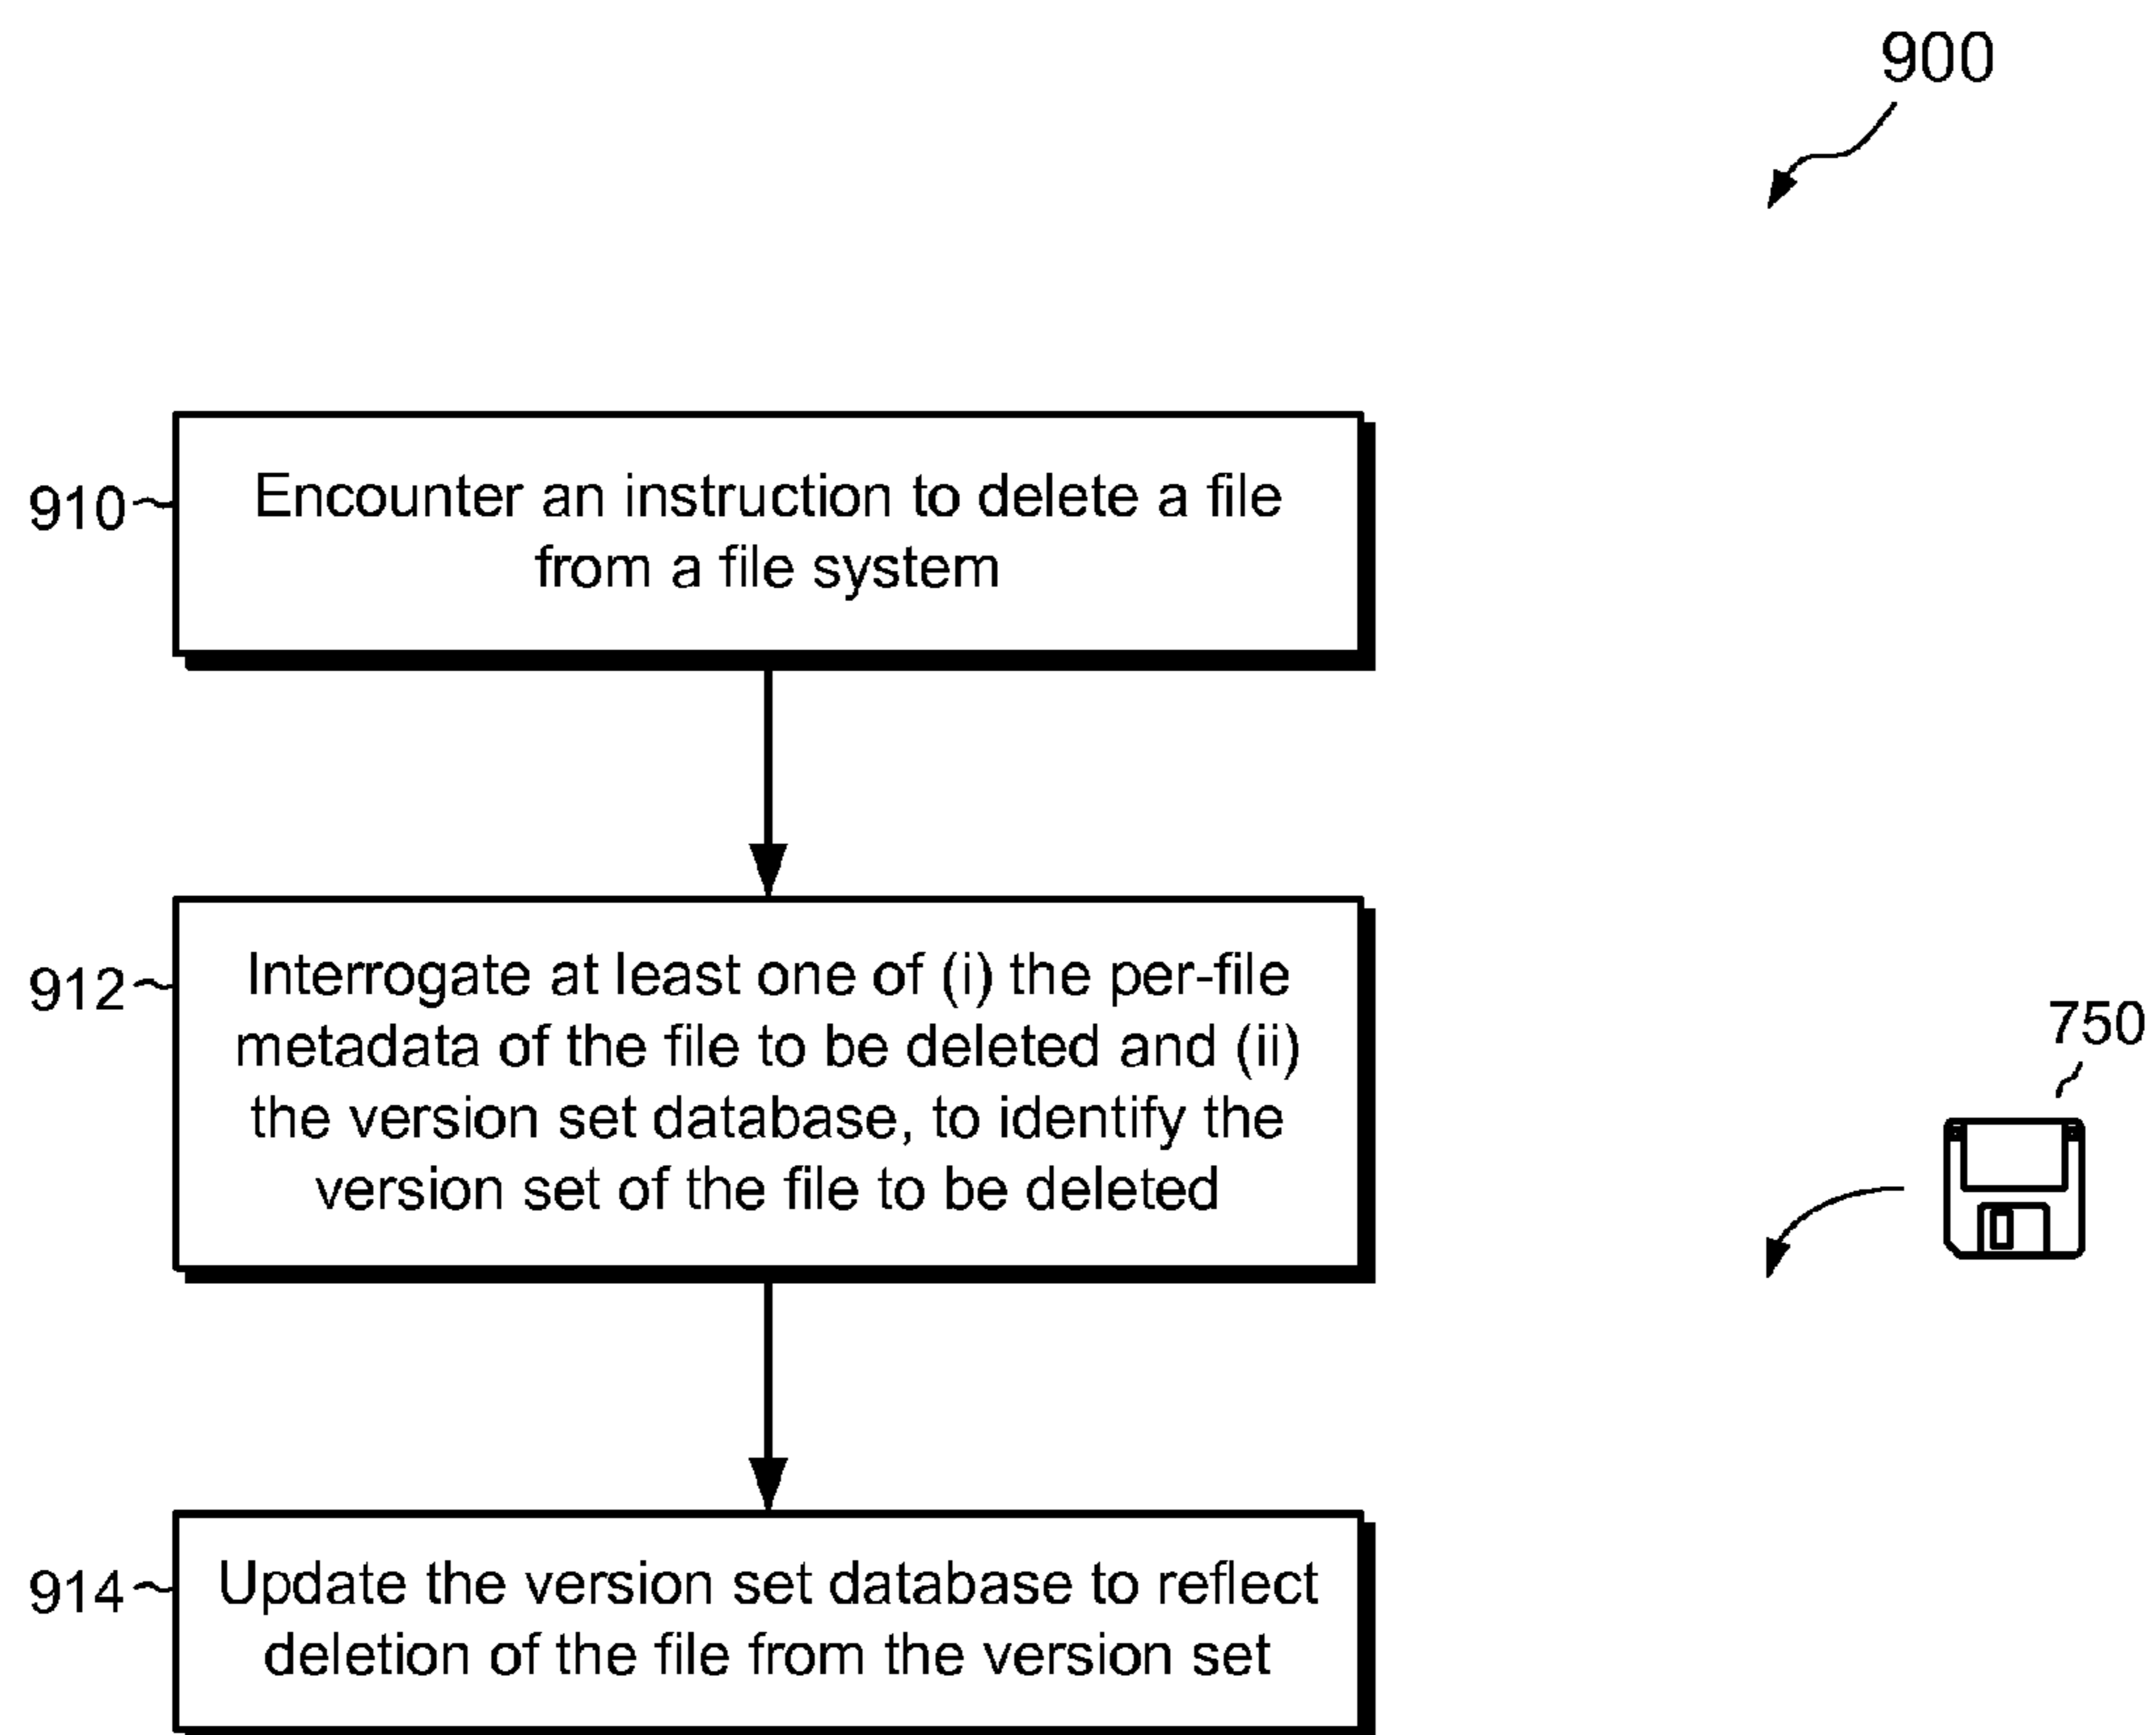 900
910
Encounter an instruction to delete a file
from a file system
912
Interrogate at least one of (i) the per-file
metadata of the file to be deleted and (ii)
the version set database, to identify the
version set of the file to be deleted
750
914
Update the version set database to reflect
deletion of the file from the version set